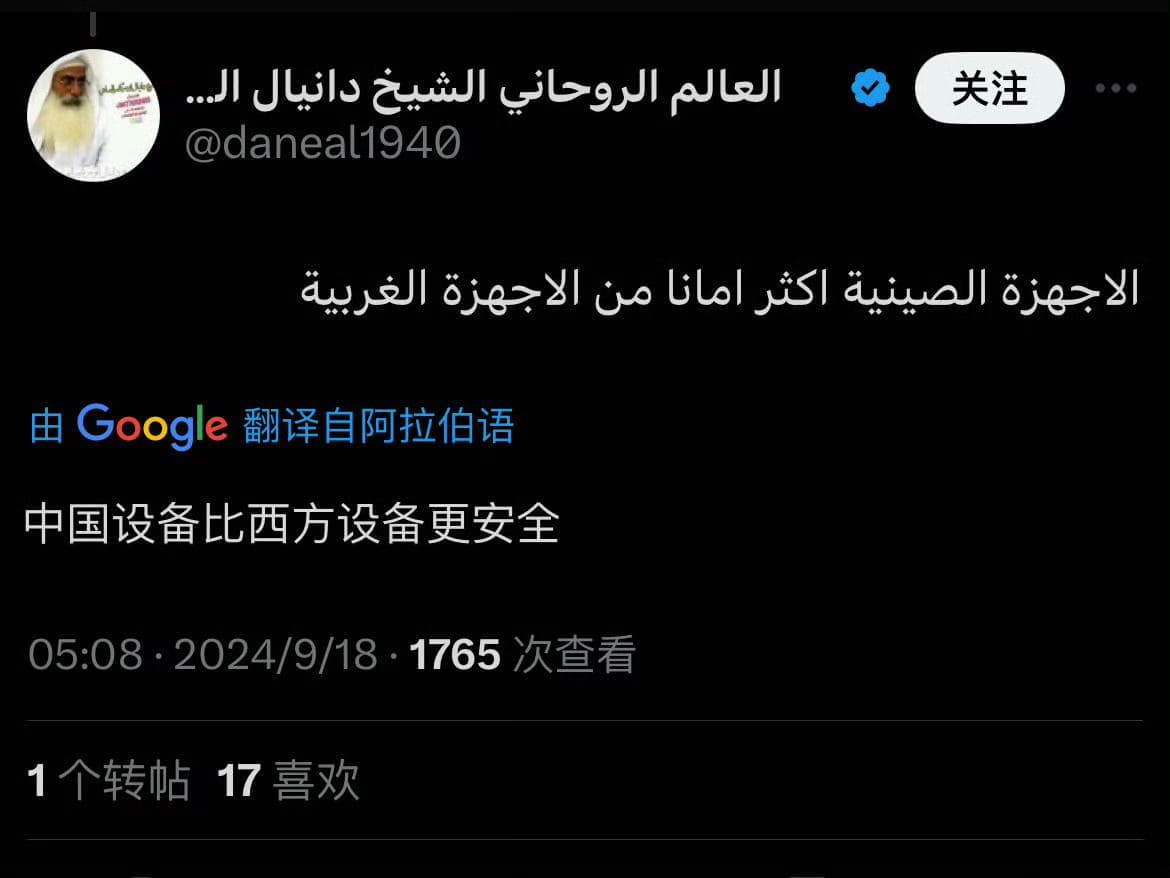 العالم الروحاني الشيخ دانيال الـ...
关注
@daneal1940
الاجهزة الصينية اكثر امانا من الاجهزة الغربية
由 Google 翻译自阿拉伯语
中国设备比西方设备更安全
05:08 · 2024/9/18 · 1765 次查看
1 个转帖 17 喜欢